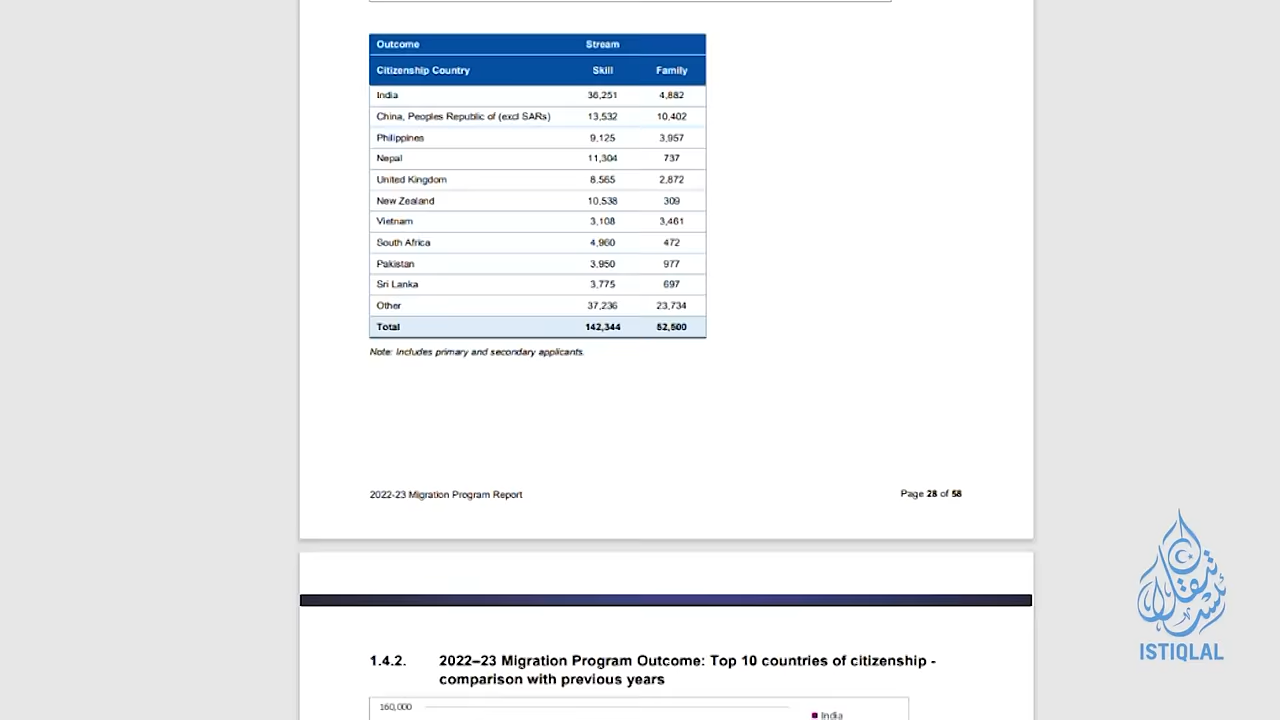 Outcome Stream
Citizenship Country Skill Family
India 36,251 4,882
China, Peoples Republic of (excl SARs) 13,532 10,402
Philippines 9,125 3,957
Nepal 11,304 737
United Kingdom 8,565 2,872
New Zealand 10,538 309
Vietnam 3,108 3,461
South Africa 4,960 472
Pakistan 3,950 977
Sri Lanka 3,775 697
Other 37,236 23,734
Total 142,344 52,500
Note: Includes primary and secondary applicants.
2022-23 Migration Program Report Page 28 of 58
ISTIQLAL
1.4.2. 2022–23 Migration Program Outcome: Top 10 countries of citizenship -
comparison with previous years
160,000
India